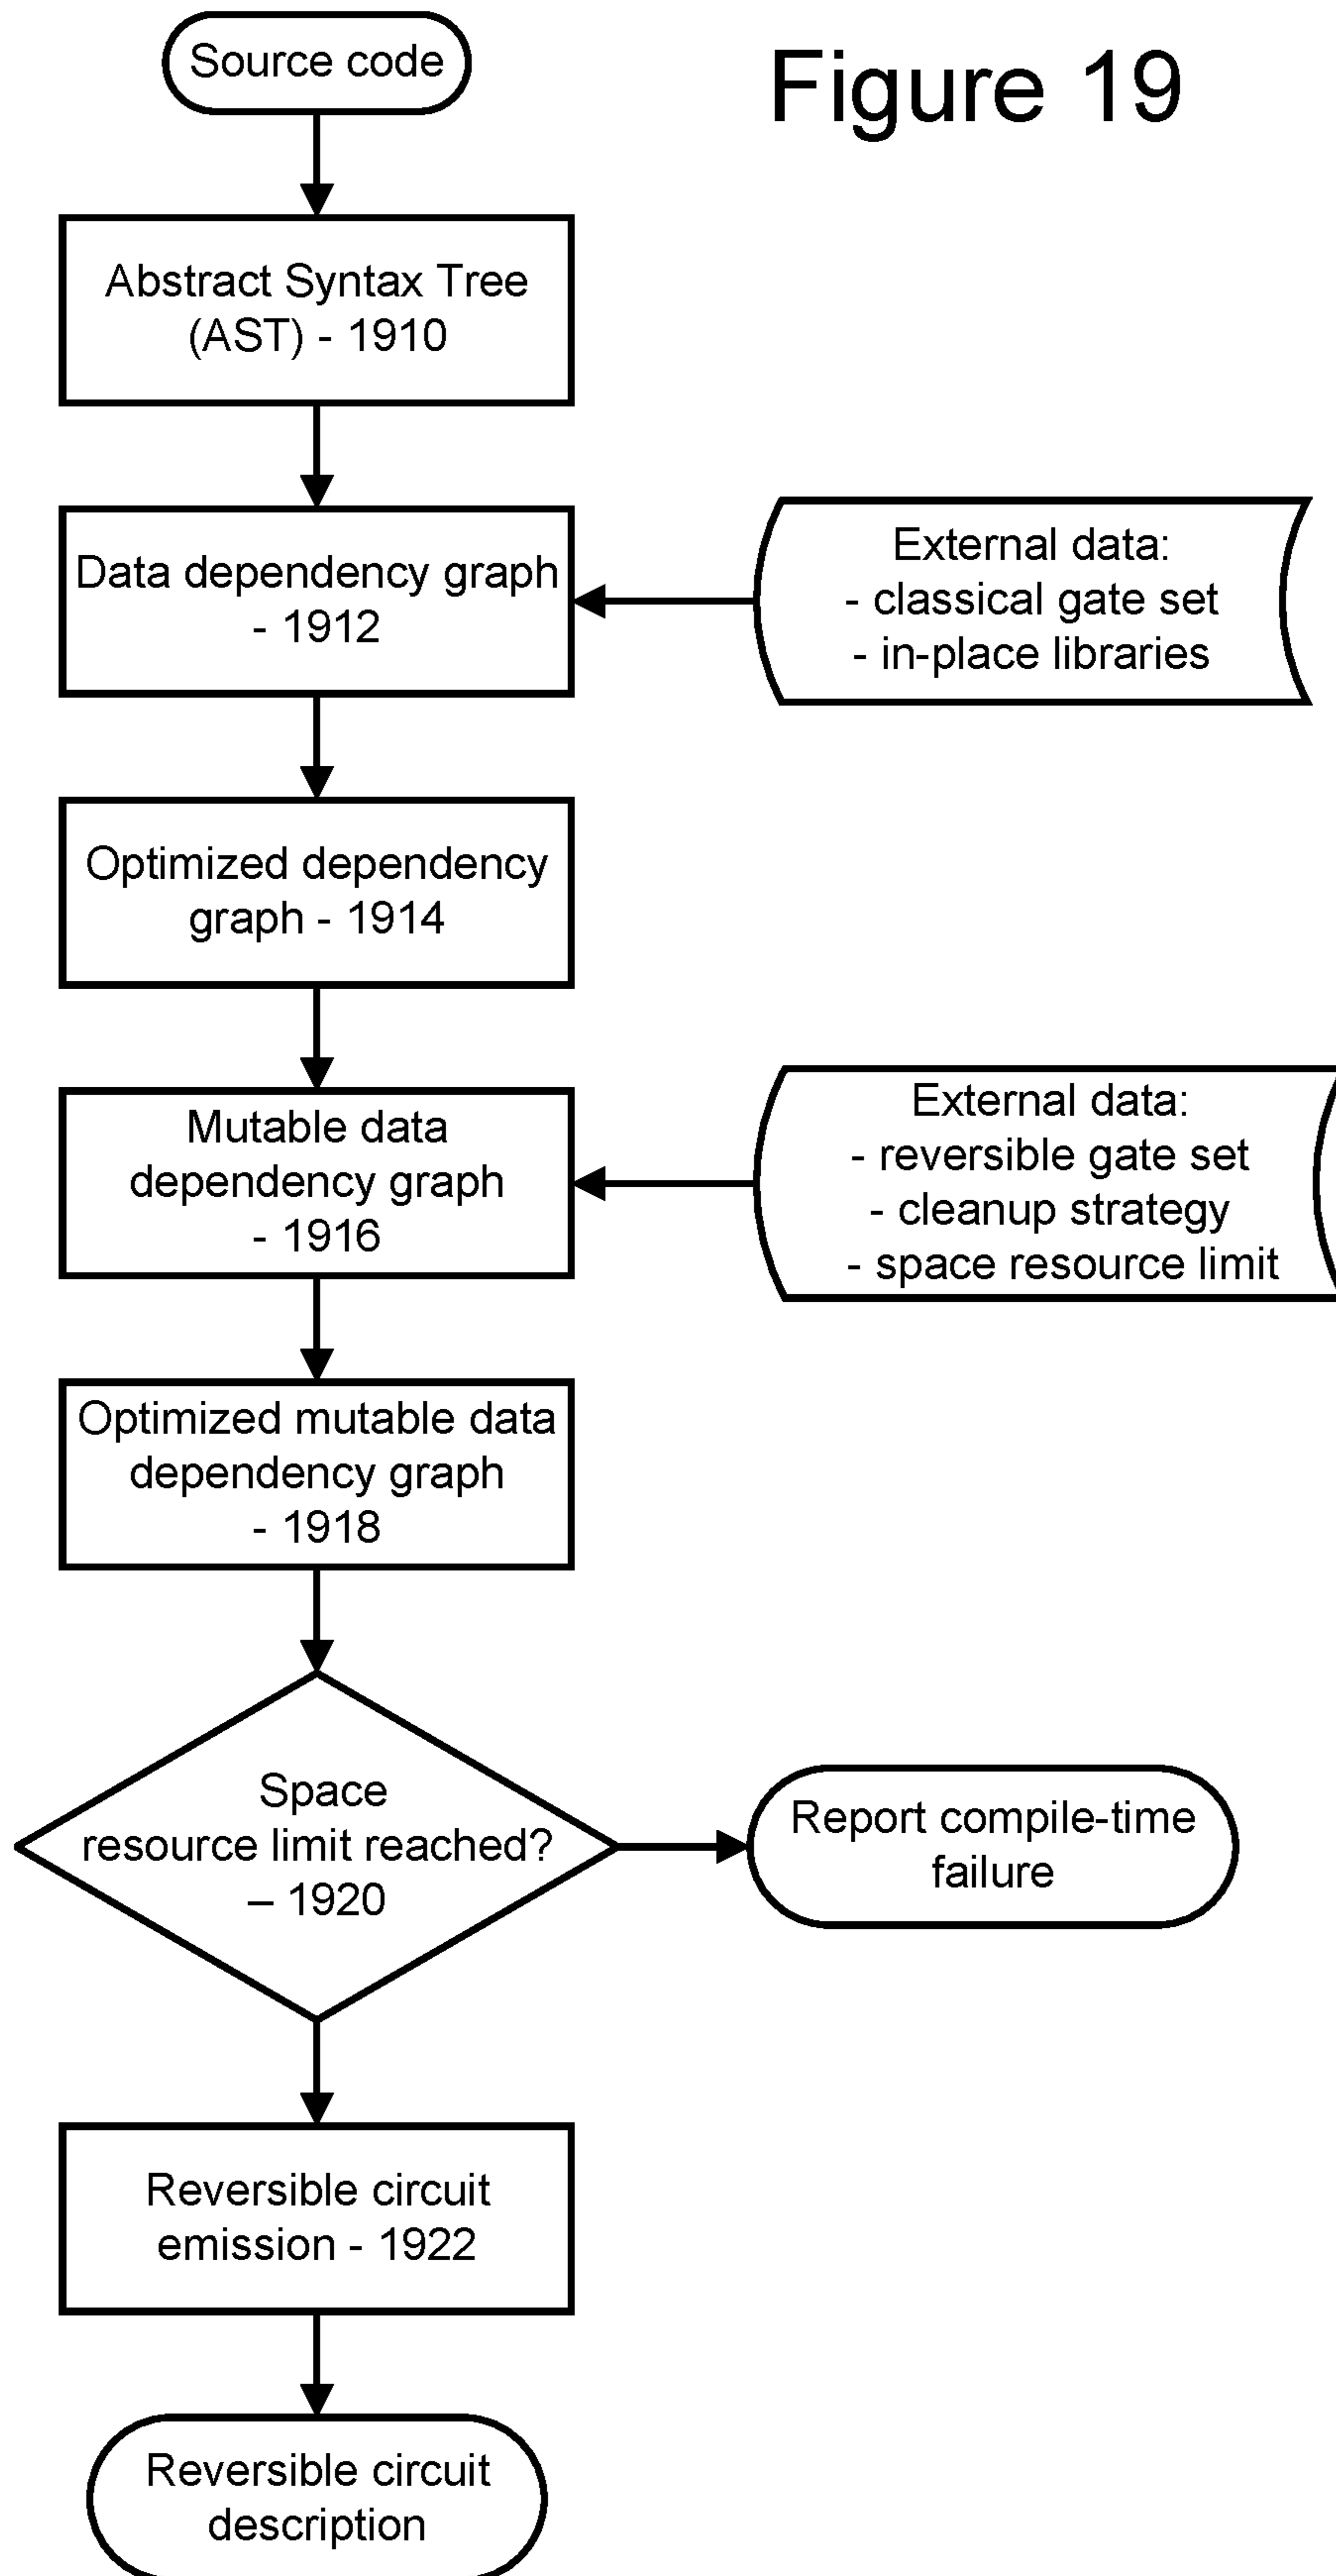 Source code
Figure 19
Abstract Syntax Tree
(AST) - 1910
Data dependency graph
- 1912
External data:
- classical gate set
- in-place libraries
Optimized dependency
graph - 1914
Mutable data
dependency graph
- 1916
External data:
- reversible gate set
- cleanup strategy
- space resource limit
Optimized mutable data
dependency graph
- 1918
Space
resource limit reached?
– 1920
Report compile-time
failure
Reversible circuit
emission - 1922
Reversible circuit
description